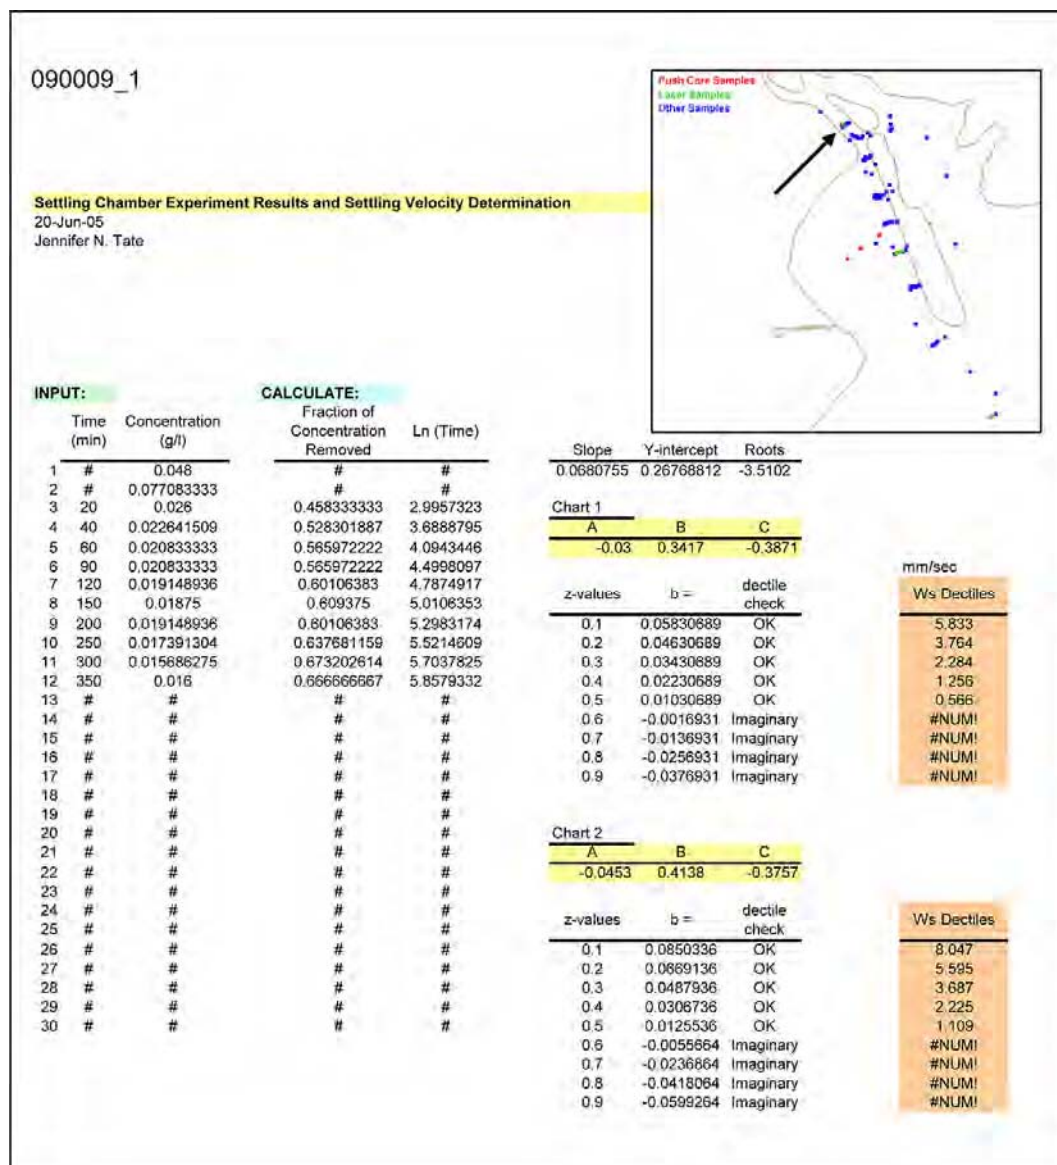 090009_1
Push Core Samples
Laser Samples
Other Samples
Settling Chamber Experiment Results and Settling Velocity Determination
20-Jun-05
Jennifer N. Tate
INPUT: CALCULATE:
Time (min) Concentration (g/l) Fraction of Concentration Removed Ln (Time)
1 # 0.048 # #
2 # 0.077083333 # #
3 20 0.026 0.458333333 2.9957323
4 40 0.022641509 0.528301887 3.6888795
5 60 0.020833333 0.565972222 4.0943446
6 90 0.020833333 0.565972222 4.4998097
7 120 0.019148936 0.60106383 4.7874917
8 150 0.01875 0.609375 5.0106353
9 200 0.019148936 0.60106383 5.2983174
10 250 0.017391304 0.637681159 5.5214609
11 300 0.015686275 0.673202614 5.7037825
12 350 0.016 0.666666667 5.8579332
13 # # # #
14 # # # #
15 # # # #
16 # # # #
17 # # # #
18 # # # #
19 # # # #
20 # # # #
21 # # # #
22 # # # #
23 # # # #
24 # # # #
25 # # # #
26 # # # #
27 # # # #
28 # # # #
29 # # # #
30 # # # #
Slope Y-intercept Roots
0.0680755 0.26768812 -3.5102
Chart 1
A B C
-0.03 0.3417 -0.3871
mm/sec
z-values b = dectile check Ws Dectiles
0.1 0.05830689 OK 5.833
0.2 0.04630689 OK 3.764
0.3 0.03430689 OK 2.284
0.4 0.02230689 OK 1.256
0.5 0.01030689 OK 0.566
0.6 -0.0016931 Imaginary #NUM!
0.7 -0.0136931 Imaginary #NUM!
0.8 -0.0256931 Imaginary #NUM!
0.9 -0.0376931 Imaginary #NUM!
Chart 2
A B C
-0.0453 0.4138 -0.3757
z-values b = dectile check Ws Dectiles
0.1 0.0850336 OK 8.047
0.2 0.0669136 OK 5.595
0.3 0.0487936 OK 3.687
0.4 0.0306736 OK 2.225
0.5 0.0125536 OK 1.109
0.6 -0.0055664 Imaginary #NUM!
0.7 -0.0236864 Imaginary #NUM!
0.8 -0.0418064 Imaginary #NUM!
0.9 -0.0599264 Imaginary #NUM!